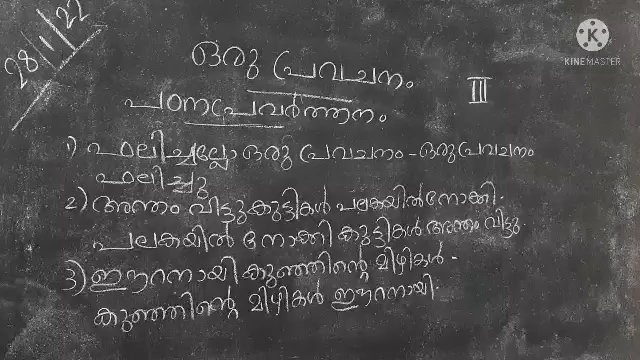 28/1/22
KINEMASTER
ഒരു പ്രവചനം
III
പഠനപ്രവർത്തനം
1) ഫലിച്ചല്ലോ ഒരു പ്രവചനം - ഒരു പ്രവചനം
ഫലിച്ചു
2) അന്തം വിട്ടു കുട്ടികൾ പലകയിൽ നോക്കി.
പലകയിൽ നോക്കി കുട്ടികൾ അന്തം വിട്ടു.
3) ഈറനായി കുഞ്ഞിന്റെ മിഴികൾ -
കുഞ്ഞിന്റെ മിഴികൾ ഈറനായി.